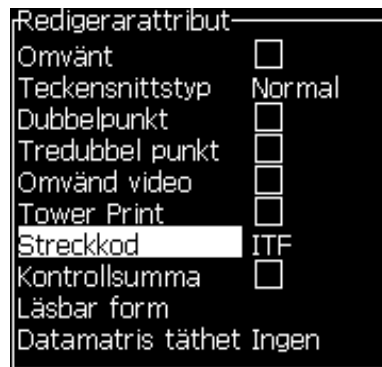 Redigerarattribut
Omvänt
Teckensnittstyp Normal
Dubbelpunkt
Tredubbel punkt
Omvänd video
Tower Print
Streckkod ITF
Kontrollsumma
Läsbar form
Datamatris täthet Ingen